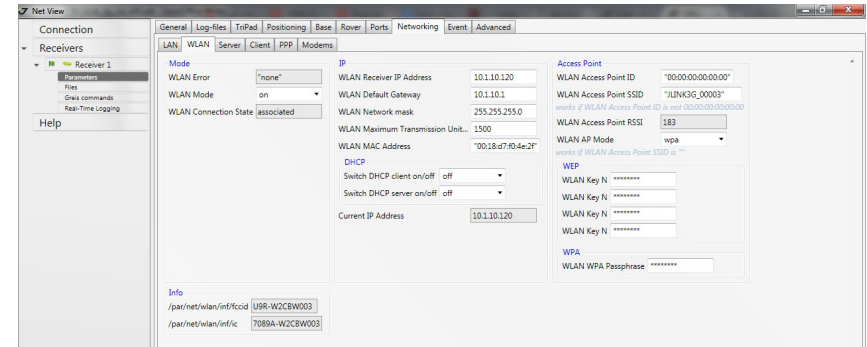 Net View
Connection
Receivers
Receiver 1
Parameters
Files
Greis commands
Real-Time Logging
Help
General Log-files TriPad Positioning Base Rover Ports Networking Event Advanced
LAN WLAN Server Client PPP Modems
Mode
WLAN Error "none"
WLAN Mode on
WLAN Connection State associated
IP
WLAN Receiver IP Address 10.1.10.120
WLAN Default Gateway 10.1.10.1
WLAN Network mask 255.255.255.0
WLAN Maximum Transmission Unit... 1500
WLAN MAC Address "00:18:d7:f0:4e:2f"
DHCP
Switch DHCP client on/off off
Switch DHCP server on/off off
Current IP Address 10.1.10.120
Access Point
WLAN Access Point ID "00:00:00:00:00:00"
WLAN Access Point SSID "JLINK3G_00003"
works if WLAN Access Point ID is not 00:00:00:00:00:00
WLAN Access Point RSSI 183
WLAN AP Mode wpa
works if WLAN Access Point SSID is ""
WEP
WLAN Key N ********
WLAN Key N ********
WLAN Key N ********
WLAN Key N ********
WPA
WLAN WPA Passphrase ********
Info
/par/net/wlan/inf/fccid U9R-W2CBW003
/par/net/wlan/inf/ic 7089A-W2CBW003